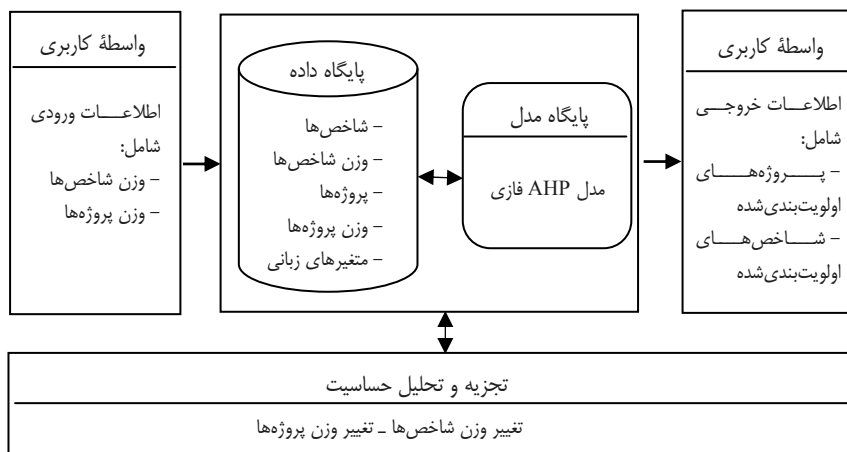 واسطۀ کاربری
اطلاعـــات ورودی
شامل:
– وزن شاخص‌ها
– وزن پروژه‌ها
پایگاه داده
– شاخص‌ها
– وزن شاخص‌ها
– پروژه‌ها
– وزن پروژه‌ها
– متغیرهای زبانی
پایگاه مدل
مدل AHP فازی
واسطۀ کاربری
اطلاعـــات خروجـــی
شامل:
– پـــــروژه‌هـــــای
اولویت‌بندی‌شده
– شـــاخص‌هـــای
اولویت‌بندی‌شده
تجزیه و تحلیل حساسیت
تغییر وزن شاخص‌ها ـ تغییر وزن پروژه‌ها